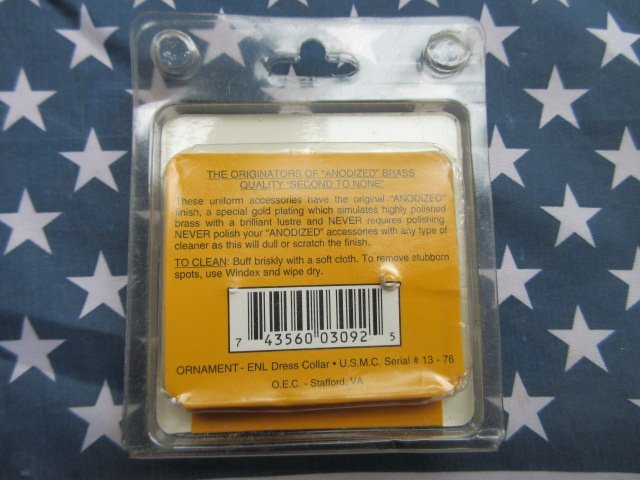 THE ORIGINATORS OF "ANODIZED" BRASS
QUALITY "SECOND TO NONE"
These uniform accessories have the original "ANODIZED"
finish, a special gold plating which simulates highly polished
brass with a brilliant lustre and NEVER requires polishing.
NEVER polish your "ANODIZED" accessories with any type of
cleaner as this will dull or scratch the finish.
TO CLEAN: Buff briskly with a soft cloth. To remove stubborn
spots, use Windex and wipe dry.
7 43560 03092 5
ORNAMENT - ENL Dress Collar • U.S.M.C. Serial # 13 - 76
O.E.C. - Stafford, VA